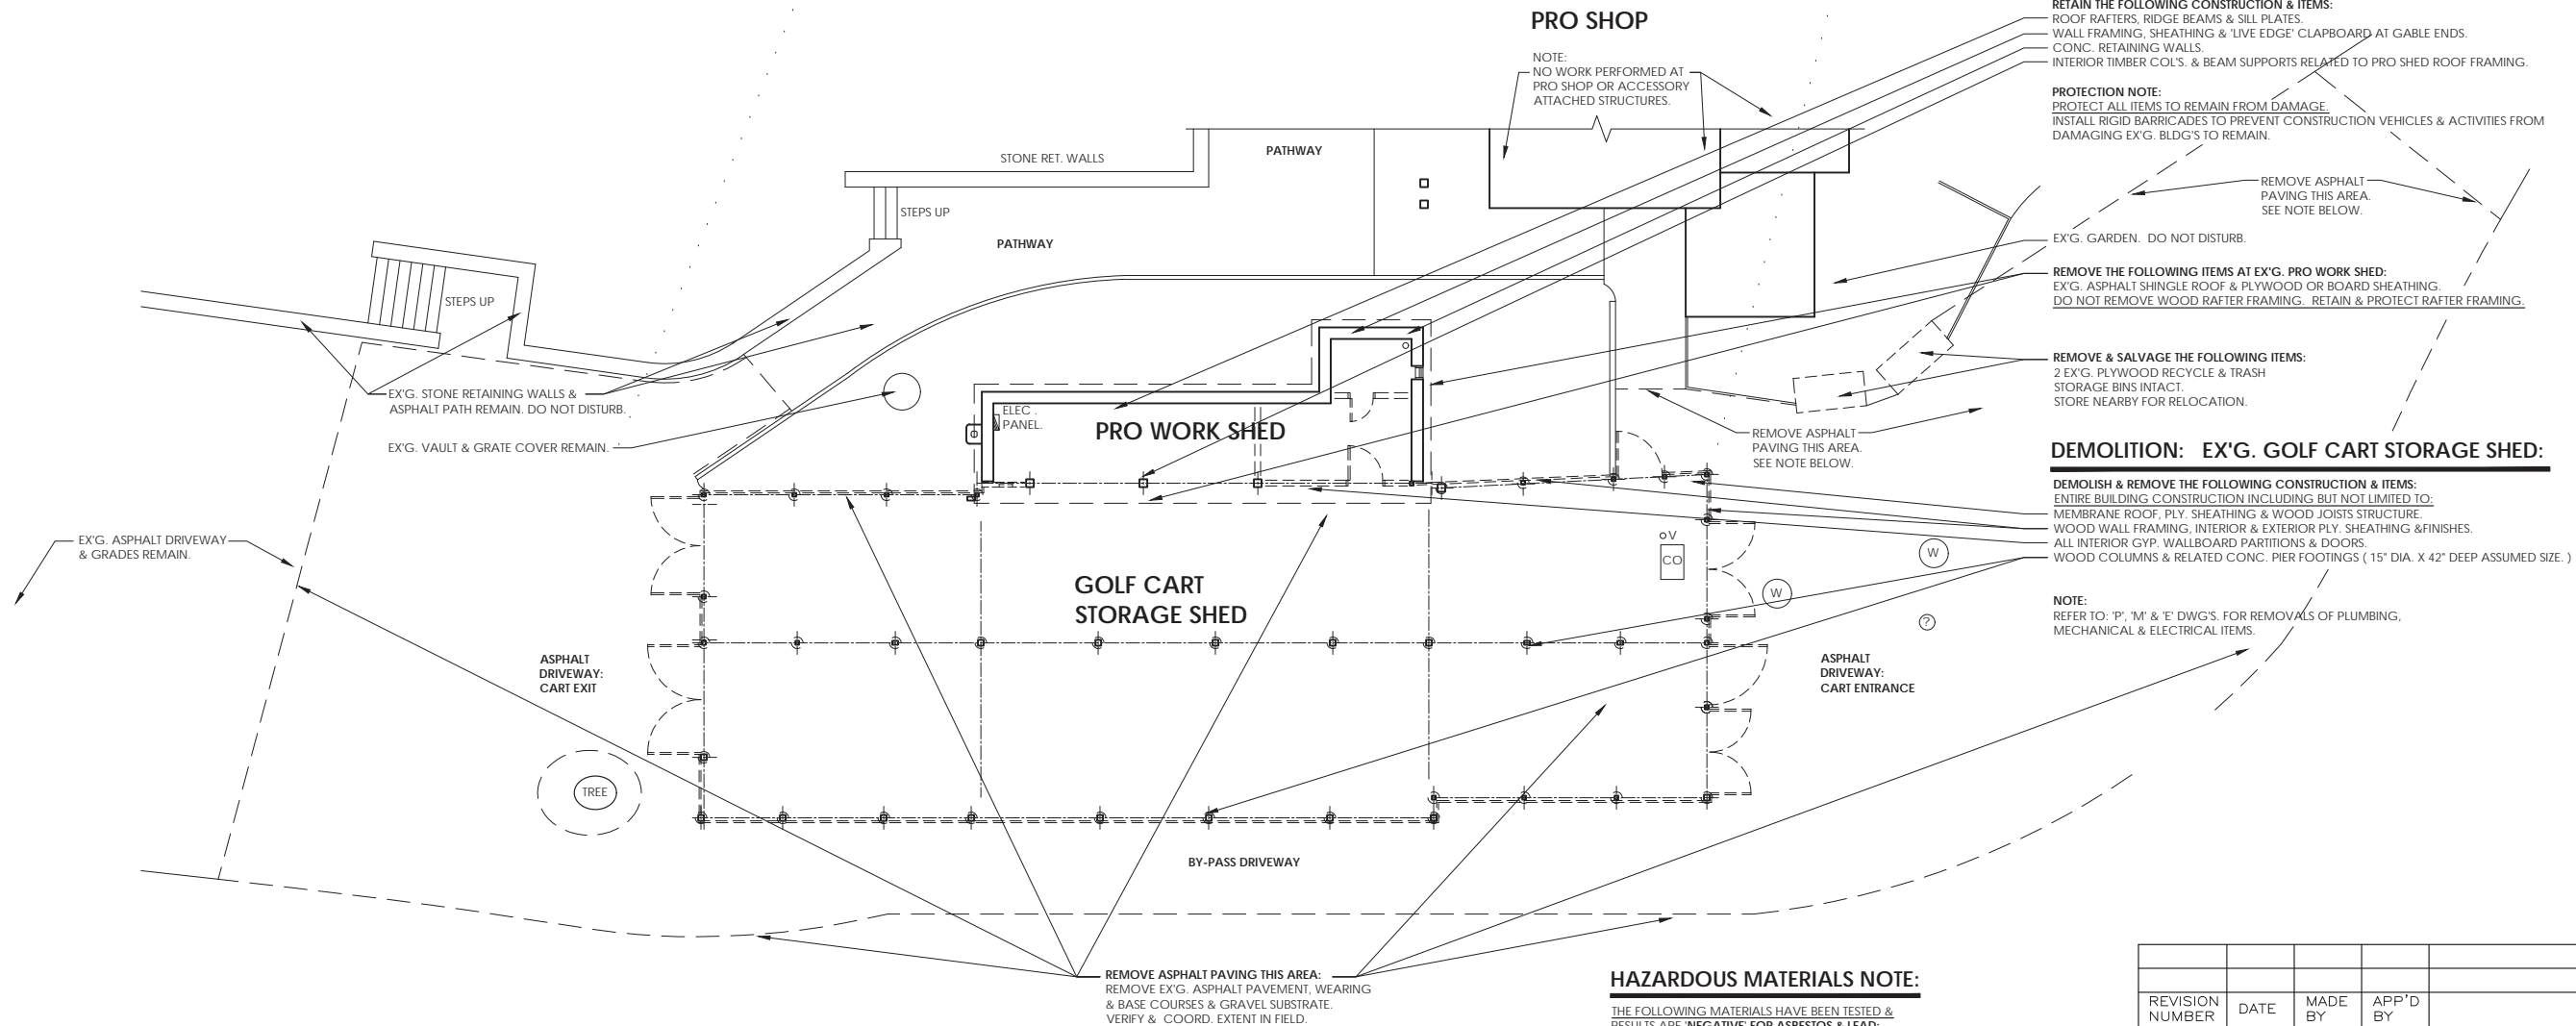 PRO SHOP
NOTE:
NO WORK PERFORMED AT
PRO SHOP OR ACCESSORY
ATTACHED STRUCTURES.
RETAIN THE FOLLOWING CONSTRUCTION & ITEMS:
ROOF RAFTERS, RIDGE BEAMS & SILL PLATES.
WALL FRAMING, SHEATHING & 'LIVE EDGE' CLAPBOARD AT GABLE ENDS.
CONC. RETAINING WALLS.
INTERIOR TIMBER COL'S. & BEAM SUPPORTS RELATED TO PRO SHED ROOF FRAMING.
PROTECTION NOTE:
PROTECT ALL ITEMS TO REMAIN FROM DAMAGE.
INSTALL RIGID BARRICADES TO PREVENT CONSTRUCTION VEHICLES & ACTIVITIES FROM
DAMAGING EX'G. BLDG'S TO REMAIN.
REMOVE ASPHALT
PAVING THIS AREA.
SEE NOTE BELOW.
EX'G. GARDEN. DO NOT DISTURB.
REMOVE THE FOLLOWING ITEMS AT EX'G. PRO WORK SHED:
EX'G. ASPHALT SHINGLE ROOF & PLYWOOD OR BOARD SHEATHING.
DO NOT REMOVE WOOD RAFTER FRAMING. RETAIN & PROTECT RAFTER FRAMING.
REMOVE & SALVAGE THE FOLLOWING ITEMS:
2 EX'G. PLYWOOD RECYCLE & TRASH
STORAGE BINS INTACT.
STORE NEARBY FOR RELOCATION.
DEMOLITION: EX'G. GOLF CART STORAGE SHED:
DEMOLISH & REMOVE THE FOLLOWING CONSTRUCTION & ITEMS:
ENTIRE BUILDING CONSTRUCTION INCLUDING BUT NOT LIMITED TO:
MEMBRANE ROOF, PLY. SHEATHING & WOOD JOISTS STRUCTURE.
WOOD WALL FRAMING, INTERIOR & EXTERIOR PLY. SHEATHING &FINISHES.
ALL INTERIOR GYP. WALLBOARD PARTITIONS & DOORS.
WOOD COLUMNS & RELATED CONC. PIER FOOTINGS ( 15" DIA. X 42" DEEP ASSUMED SIZE. )
NOTE:
REFER TO: 'P', 'M' & 'E' DWG'S. FOR REMOVALS OF PLUMBING,
MECHANICAL & ELECTRICAL ITEMS.
STONE RET. WALLS
PATHWAY
STEPS UP
PATHWAY
STEPS UP
EX'G. STONE RETAINING WALLS &
ASPHALT PATH REMAIN. DO NOT DISTURB.
EX'G. VAULT & GRATE COVER REMAIN.
ELEC .
PANEL.
PRO WORK SHED
REMOVE ASPHALT
PAVING THIS AREA.
SEE NOTE BELOW.
EX'G. ASPHALT DRIVEWAY
& GRADES REMAIN.
GOLF CART
STORAGE SHED
V
CO
W
W
?
ASPHALT
DRIVEWAY:
CART EXIT
ASPHALT
DRIVEWAY:
CART ENTRANCE
TREE
BY-PASS DRIVEWAY
REMOVE ASPHALT PAVING THIS AREA:
REMOVE EX'G. ASPHALT PAVEMENT, WEARING
& BASE COURSES & GRAVEL SUBSTRATE.
VERIFY & COORD. EXTENT IN FIELD.
HAZARDOUS MATERIALS NOTE:
THE FOLLOWING MATERIALS HAVE BEEN TESTED &
RESULTS ARE 'NEGATIVE' FOR ASBESTOS & LEAD:
REVISION
NUMBER
DATE
MADE
BY
APP'D
BY